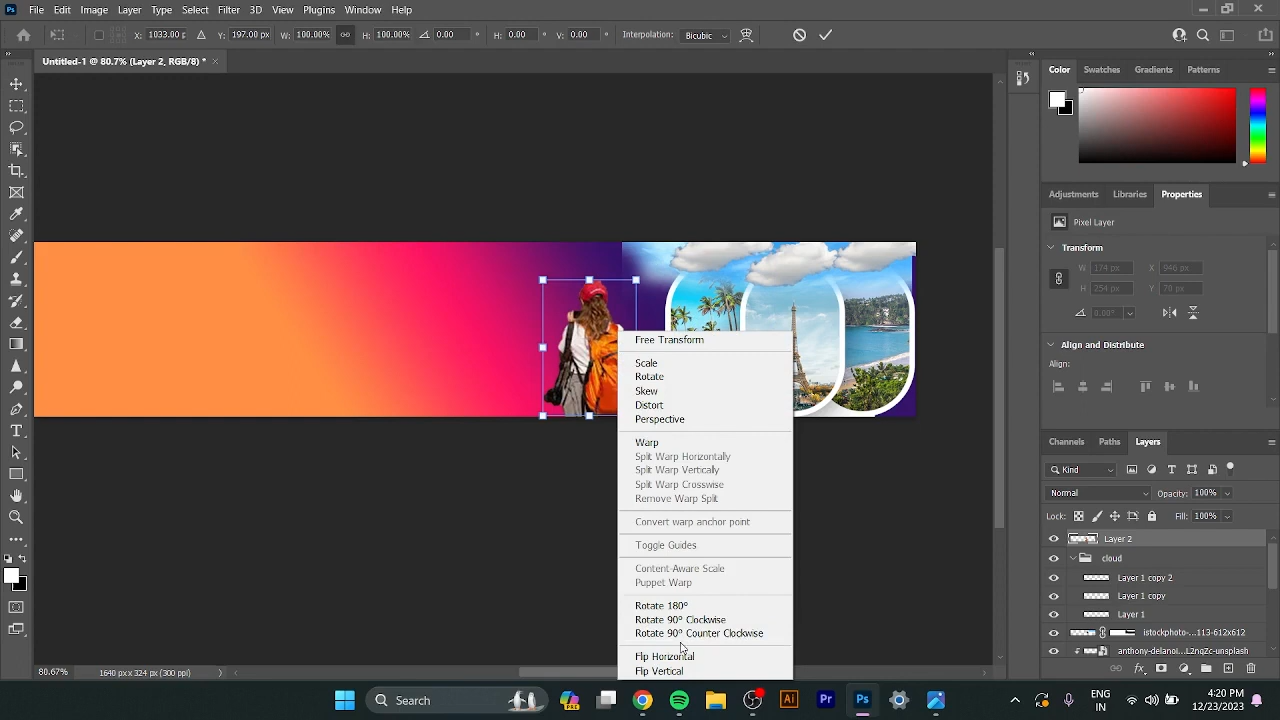 Ps File Edit Image Layer Type Select Filter 3D View Plugins Window Help
X: 1033.00 p Y: 197.00 px W: 100.00% H: 100.00% 0.00 ° H: 0.00 ° V: 0.00 ° Interpolation: Bicubic
Untitled-1 @ 80.7% (Layer 2, RGB/8) * ×
Color Swatches Gradients Patterns
Adjustments Libraries Properties
Pixel Layer
Transform
W 174 px X 946 px
H 254 px Y 70 px
0.00°
Align and Distribute
Align:
Free Transform
Scale
Rotate
Skew
Distort
Perspective
Warp
Split Warp Horizontally
Split Warp Vertically
Split Warp Crosswise
Remove Warp Split
Convert warp anchor point
Toggle Guides
Content-Aware Scale
Puppet Warp
Rotate 180°
Rotate 90° Clockwise
Rotate 90° Counter Clockwise
Flip Horizontal
Flip Vertical
Channels Paths Layers
Kind
Normal Opacity: 100%
Lock: Fill: 100%
Layer 2
cloud
Layer 1 copy 2
Layer 1 copy
Layer 1
istockphoto-...113-612x612
anthony-delanoi...-unsplash
80.67% 1640 px x 324 px (300 ppi)
Search
PRE
Ai Pr Ps
ENG
IN
4:20 PM
12/23/2023